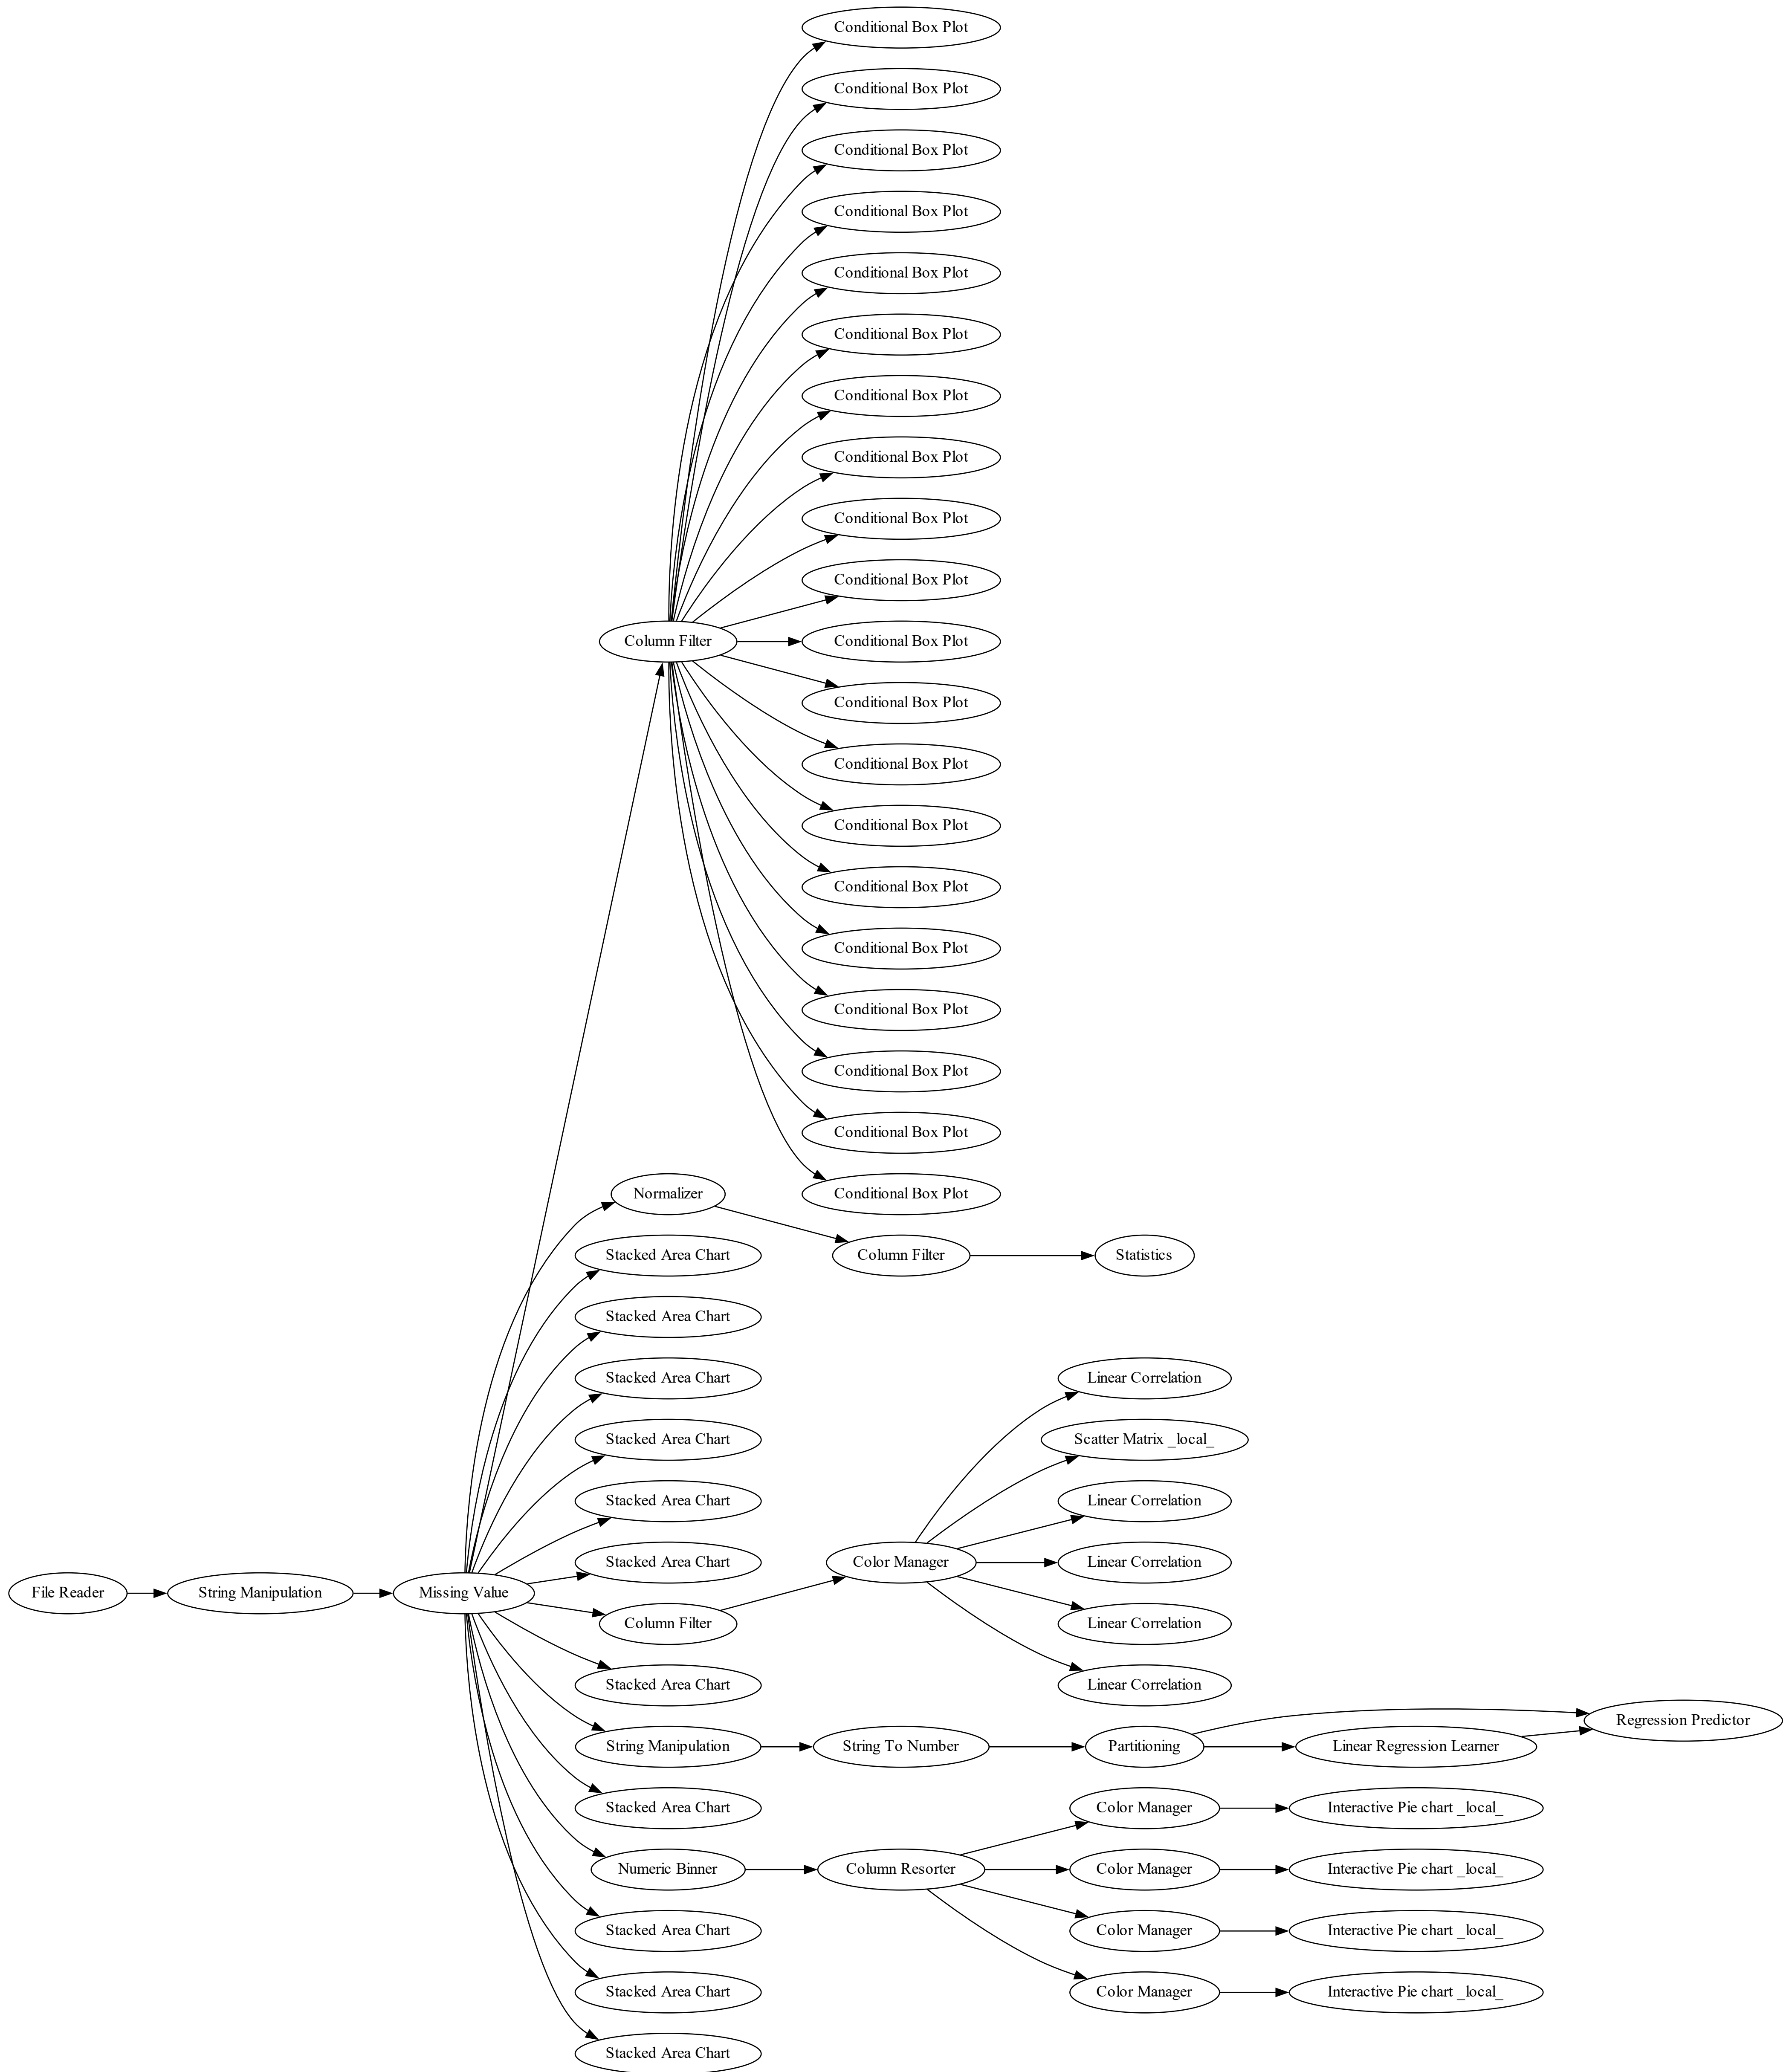 Conditional Box Plot
Conditional Box Plot
Conditional Box Plot
Conditional Box Plot
Conditional Box Plot
Conditional Box Plot
Conditional Box Plot
Conditional Box Plot
Conditional Box Plot
Conditional Box Plot
Column Filter
Conditional Box Plot
Conditional Box Plot
Conditional Box Plot
Conditional Box Plot
Conditional Box Plot
Conditional Box Plot
Conditional Box Plot
Conditional Box Plot
Conditional Box Plot
Normalizer
Conditional Box Plot
Stacked Area Chart
Column Filter
Statistics
Stacked Area Chart
Stacked Area Chart
Linear Correlation
Stacked Area Chart
Scatter Matrix _local_
Stacked Area Chart
Linear Correlation
Stacked Area Chart
Color Manager
Linear Correlation
File Reader
String Manipulation
Missing Value
Column Filter
Linear Correlation
Stacked Area Chart
Linear Correlation
Regression Predictor
String Manipulation
String To Number
Partitioning
Linear Regression Learner
Stacked Area Chart
Color Manager
Interactive Pie chart _local_
Numeric Binner
Column Resorter
Color Manager
Interactive Pie chart _local_
Stacked Area Chart
Color Manager
Interactive Pie chart _local_
Stacked Area Chart
Color Manager
Interactive Pie chart _local_
Stacked Area Chart